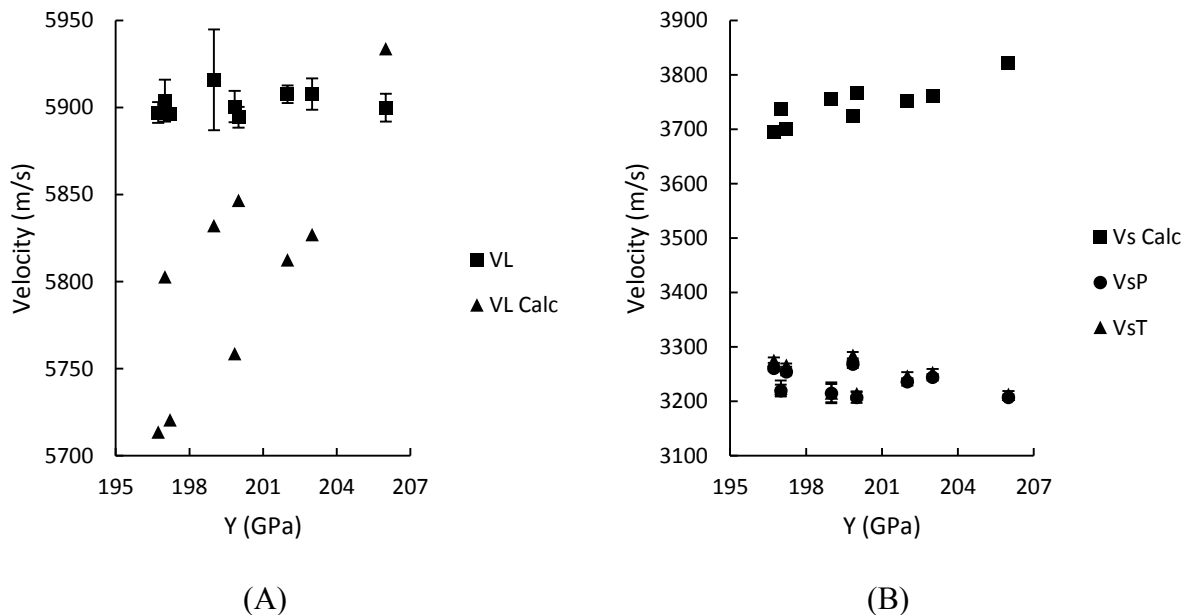 5950
5900
5850
5800
5750
5700
195 198 201 204 207
Velocity (m/s)
Y (GPa)
VL
VL Calc
(A)
3900
3800
3700
3600
3500
3400
3300
3200
3100
195 198 201 204 207
Velocity (m/s)
Y (GPa)
Vs Calc
VsP
VsT
(B)